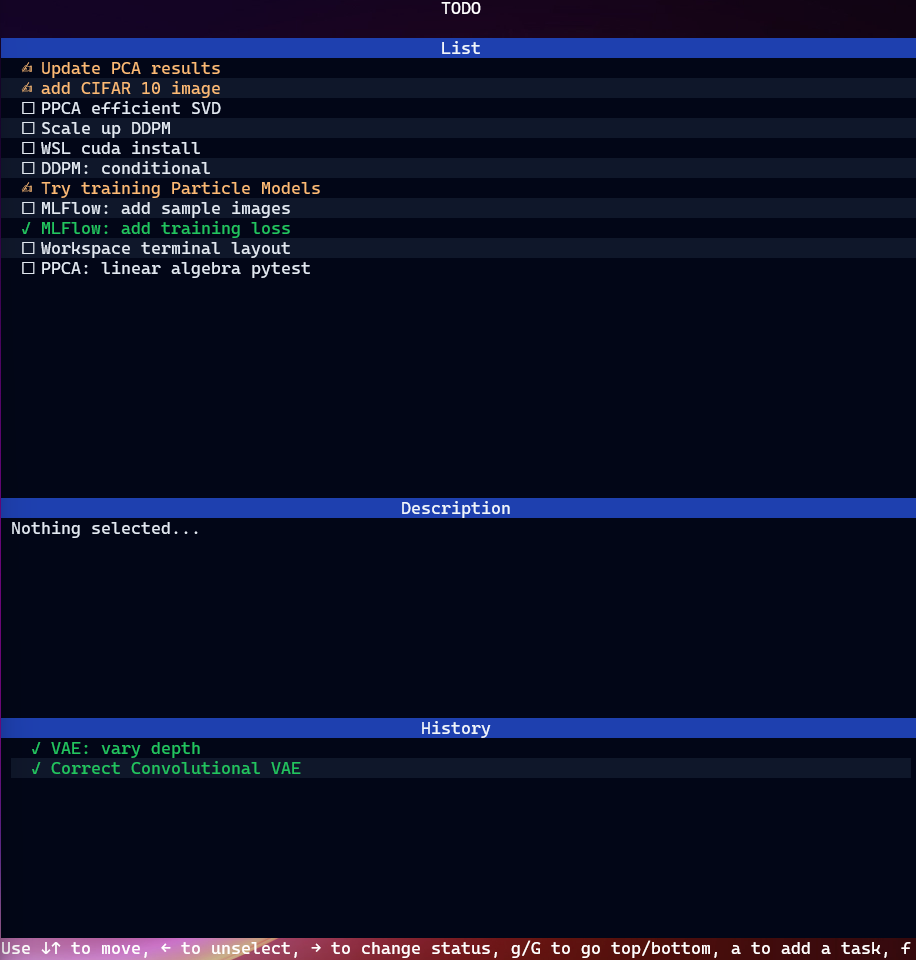 TODO
List
✍ Update PCA results
✍ add CIFAR 10 image
☐ PPCA efficient SVD
☐ Scale up DDPM
☐ WSL cuda install
☐ DDPM: conditional
✍ Try training Particle Models
☐ MLFlow: add sample images
✓ MLFlow: add training loss
☐ Workspace terminal layout
☐ PPCA: linear algebra pytest
Description
Nothing selected...
History
✓ VAE: vary depth
✓ Correct Convolutional VAE
Use ↓↑ to move, ← to unselect, → to change status, g/G to go top/bottom, a to add a task, f